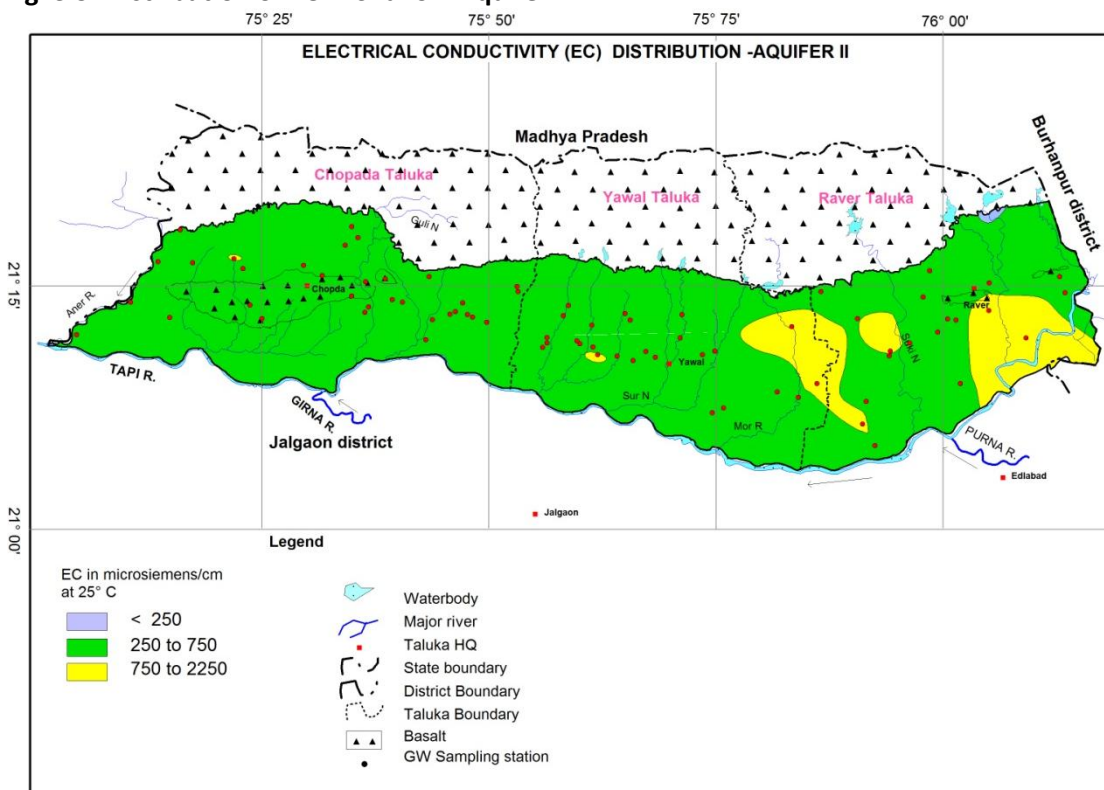 75° 25'
75° 50'
75° 75'
76° 00'
ELECTRICAL CONDUCTIVITY (EC) DISTRIBUTION -AQUIFER II
Madhya Pradesh
Burhanpur district
Chopada Taluka
Yawal Taluka
Raver Taluka
Guli N
21° 15'
Aner R.
Chopda
Raver
Suki N
Yawal
TAPI R.
Sur N
GIRNA R.
Mor R
Jalgaon district
PURNA R.
Edlabad
Jalgaon
21° 00'
Legend
EC in microsiemens/cm
at 25° C
< 250
250 to 750
750 to 2250
Waterbody
Major river
Taluka HQ
State boundary
District Boundary
Taluka Boundary
Basalt
GW Sampling station